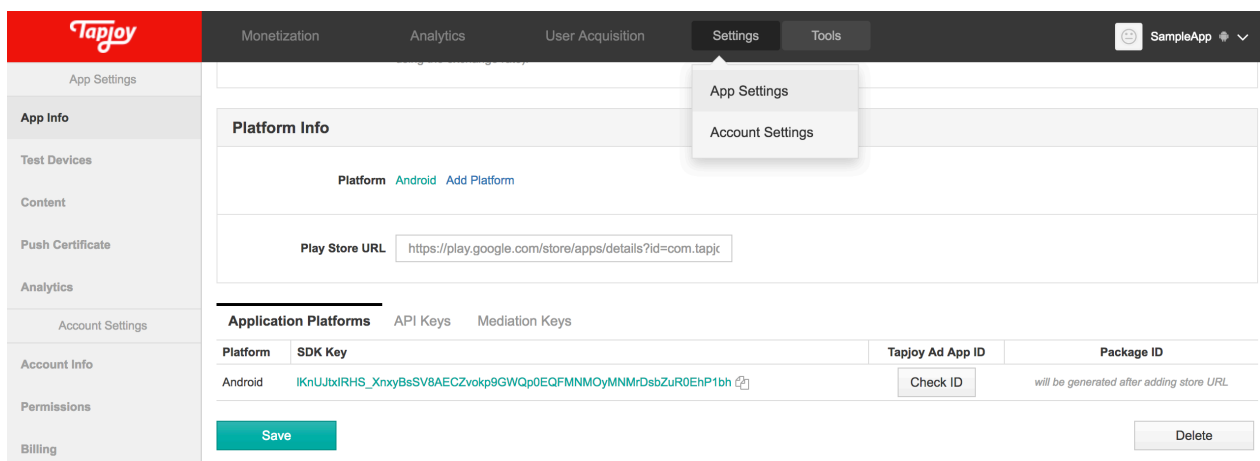 Tapjoy
Monetization Analytics User Acquisition Settings Tools SampleApp
App Settings
Account Settings
App Settings
App Info
Test Devices
Content
Push Certificate
Analytics
Account Settings
Account Info
Permissions
Billing
Platform Info
Platform Android Add Platform
Play Store URL https://play.google.com/store/apps/details?id=com.tapjc
Application Platforms API Keys Mediation Keys
Platform SDK Key Tapjoy Ad App ID Package ID
Android lKnUJtxIRHS_XnxyBsSV8AECZvokp9GWQp0EQFMNMOyMNMrDsbZuR0EhP1bh Check ID will be generated after adding store URL
Save Delete